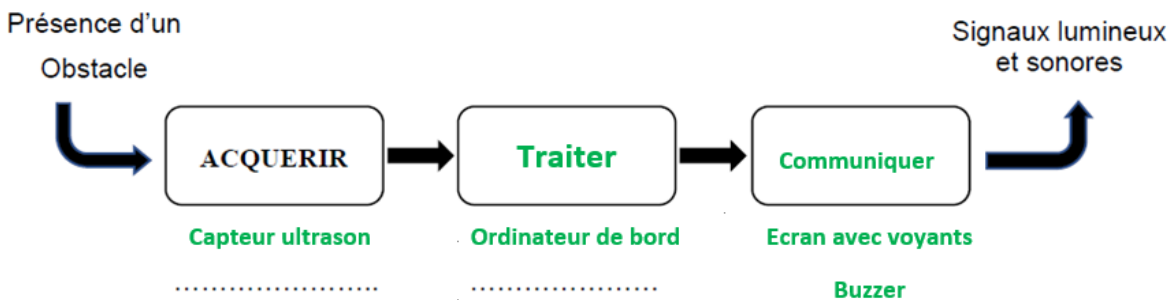 Présence d'un
Obstacle
Signaux lumineux
et sonores
ACQUERIR
Traiter
Communiquer
Capteur ultrason
Ordinateur de bord
Ecran avec voyants
…………………..
…………………
Buzzer